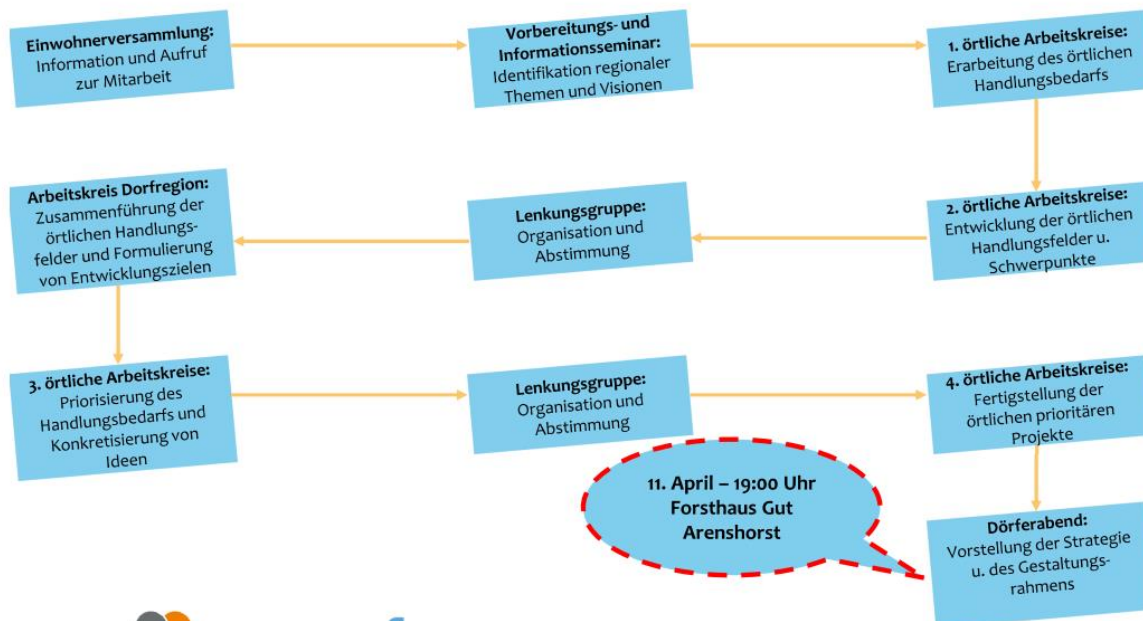 Einwohnerversammlung:
Information und Aufruf
zur Mitarbeit
Vorbereitungs- und
Informationsseminar:
Identifikation regionaler
Themen und Visionen
1. örtliche Arbeitskreise:
Erarbeitung des örtlichen
Handlungsbedarfs
2. örtliche Arbeitskreise:
Entwicklung der örtlichen
Handlungsfelder u.
Schwerpunkte
Lenkungsgruppe:
Organisation und
Abstimmung
Arbeitskreis Dorfregion:
Zusammenführung der
örtlichen Handlungs-
felder und Formulierung
von Entwicklungszielen
3. örtliche Arbeitskreise:
Priorisierung des
Handlungsbedarfs und
Konkretisierung von
Ideen
Lenkungsgruppe:
Organisation und
Abstimmung
4. örtliche Arbeitskreise:
Fertigstellung der
örtlichen prioritären
Projekte
11. April – 19:00 Uhr
Forsthaus Gut
Arenshorst
Dörferabend:
Vorstellung der Strategie
u. des Gestaltungs-
rahmens